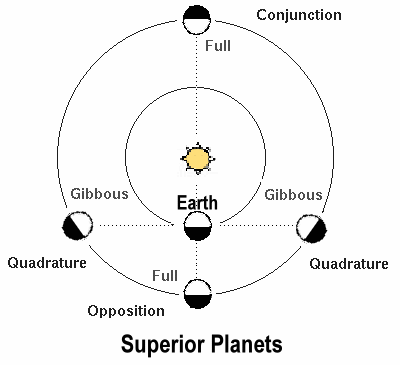 Conjunction
Full
Gibbous
Earth
Gibbous
Quadrature
Quadrature
Full
Opposition
Superior Planets